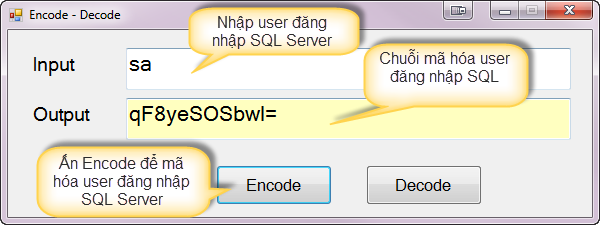 Encode - Decode
Nhập user đăng
nhập SQL Server
Input
sa
Chuỗi mã hóa user
đăng nhập SQL
Output
qF8yeSOSbwI=
Ấn Encode để mã
hóa user đăng nhập
SQL Server
Encode
Decode